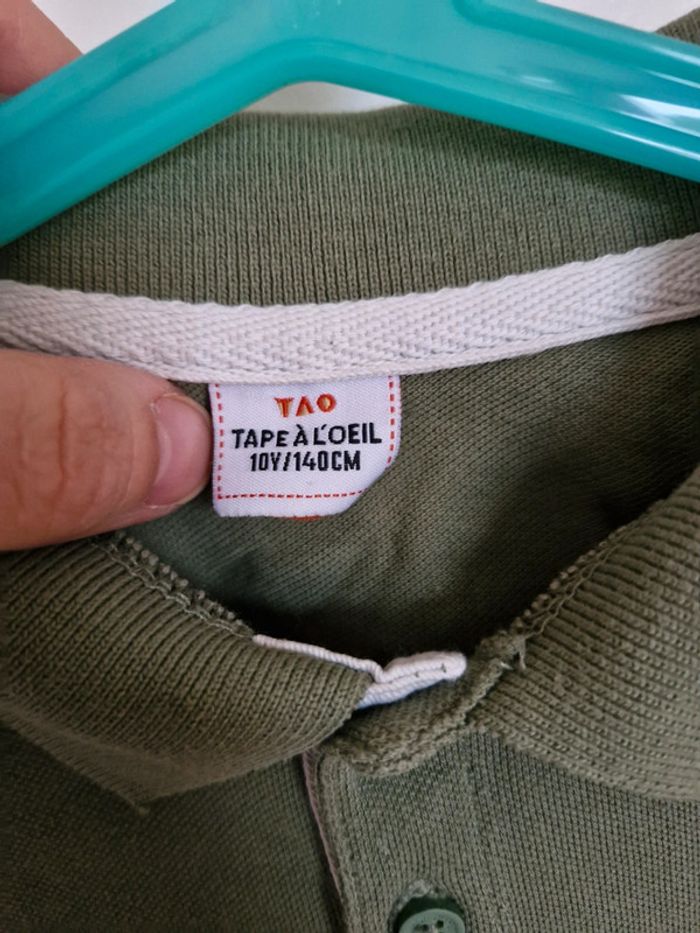 TAO
TAPE À L'OEIL
10Y/140CM